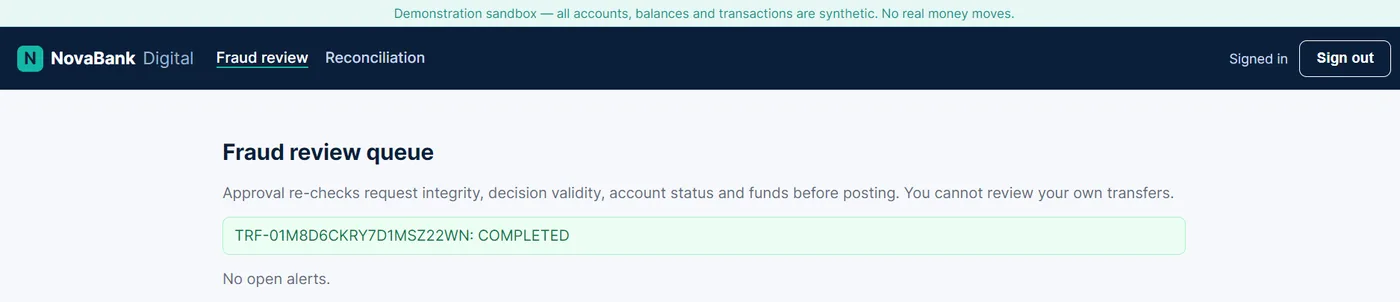 Demonstration sandbox — all accounts, balances and transactions are synthetic. No real money moves.
N NovaBank Digital Fraud review Reconciliation Signed in Sign out
Fraud review queue
Approval re-checks request integrity, decision validity, account status and funds before posting. You cannot review your own transfers.
TRF-01M8D6CKRY7D1MSZ22WN: COMPLETED
No open alerts.